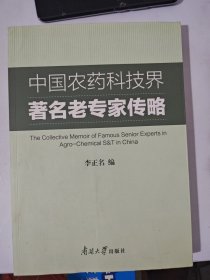 中国农药科技界
著名老专家传略
The Collective Memoir of Famous Senior Experts in
Agro-Chemical S&T in China
李正名 编
南开大学出版社